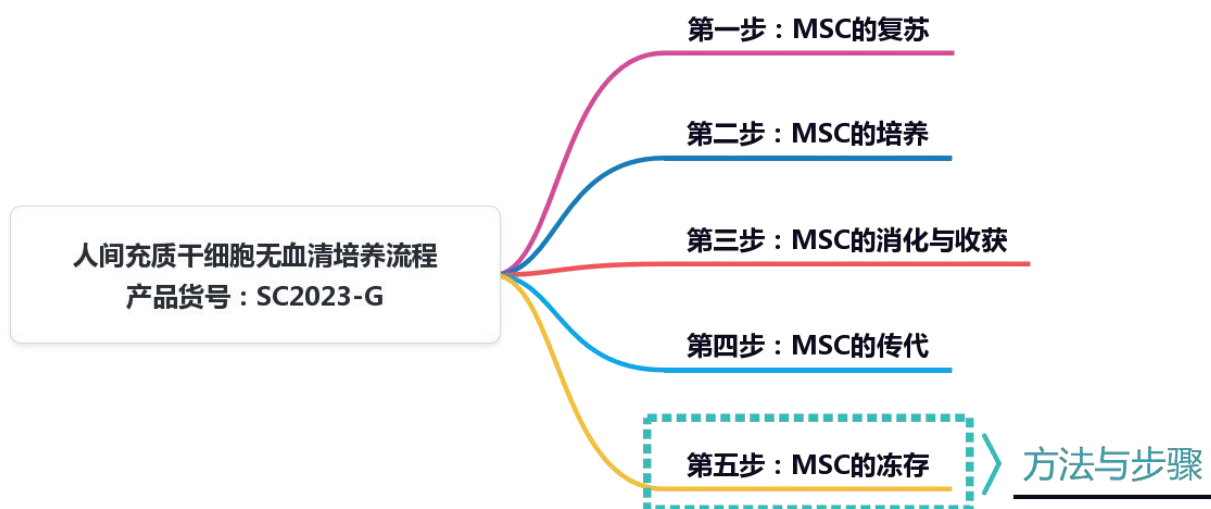 人间充质干细胞无血清培养流程
产品货号：SC2023-G
第一步：MSC的复苏
第二步：MSC的培养
第三步：MSC的消化与收获
第四步：MSC的传代
第五步：MSC的冻存
方法与步骤